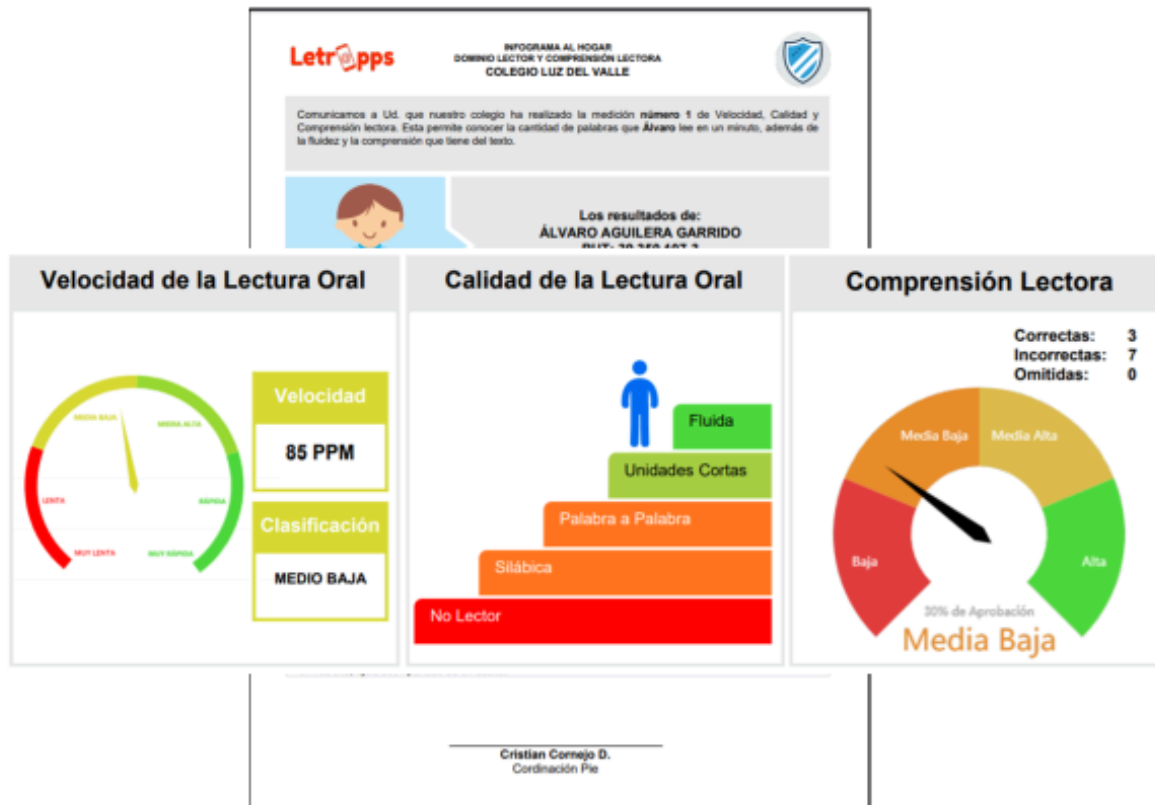 Letrapps
INFOGRAMA AL HOGAR
DOMINIO LECTOR Y COMPRENSIÓN LECTORA
COLEGIO LUZ DEL VALLE
Comunicamos a Ud. que nuestro colegio ha realizado la medición número 1 de Velocidad, Calidad y
Comprensión lectora. Esta permite conocer la cantidad de palabras que Álvaro lee en un minuto, además de
la fluidez y la comprensión que tiene del texto.
Los resultados de:
ÁLVARO AGUILERA GARRIDO
Velocidad de la Lectura Oral
MEDIA BAJA
MEDIA ALTA
LENTA
RÁPIDA
MUY LENTA
MUY RÁPIDA
Velocidad
85 PPM
Clasificación
MEDIO BAJA
Calidad de la Lectura Oral
Fluida
Unidades Cortas
Palabra a Palabra
Silábica
No Lector
Comprensión Lectora
Correctas: 3
Incorrectas: 7
Omitidas: 0
Media Baja
Media Alta
Baja
Alta
30% de Aprobación
Media Baja
Cristian Cornejo D.
Cordinación Pie